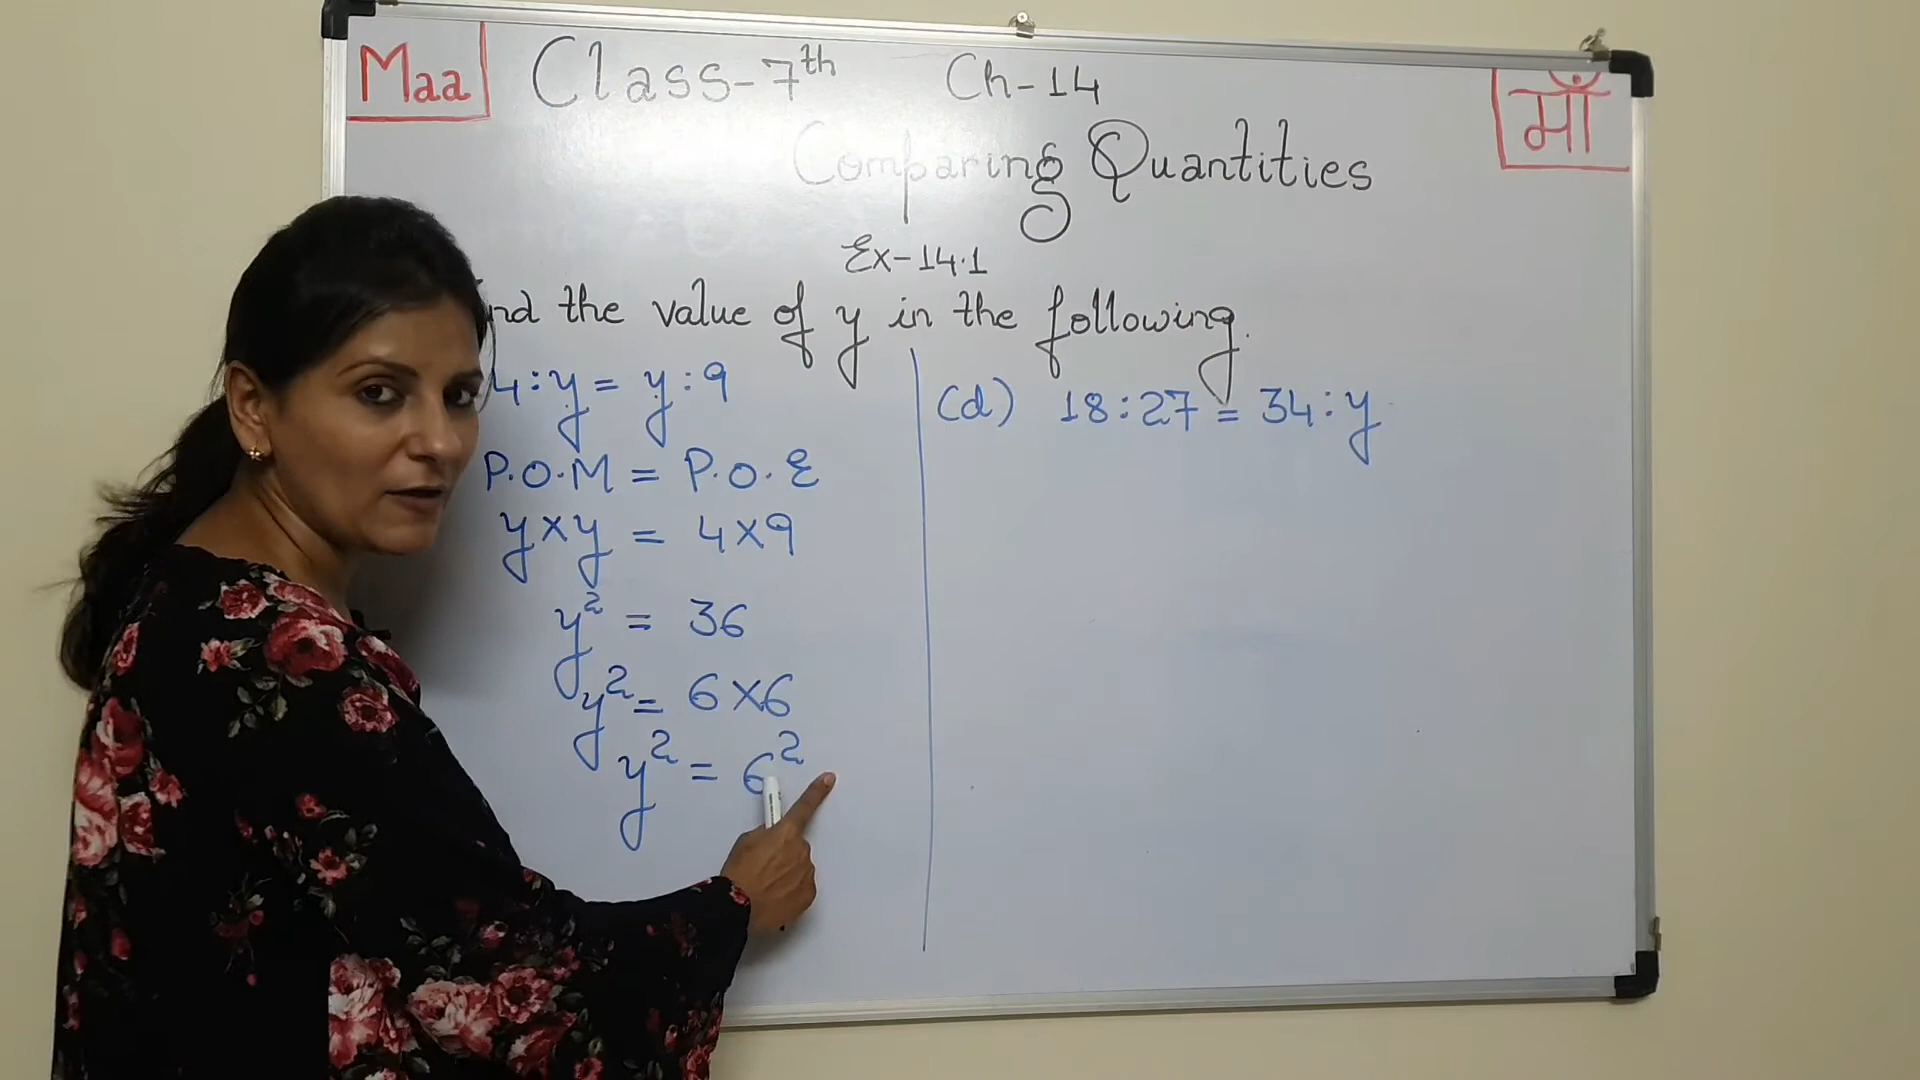 Maa
Class-7th Ch-14
माँ
Comparing Quantities
Ex-14.1
the value of y in the following.
4:y = y:9
P.O.M = P.O.E
y×y = 4×9
y² = 36
y² = 6×6
y² = 6²
(d) 18:27 = 34:y